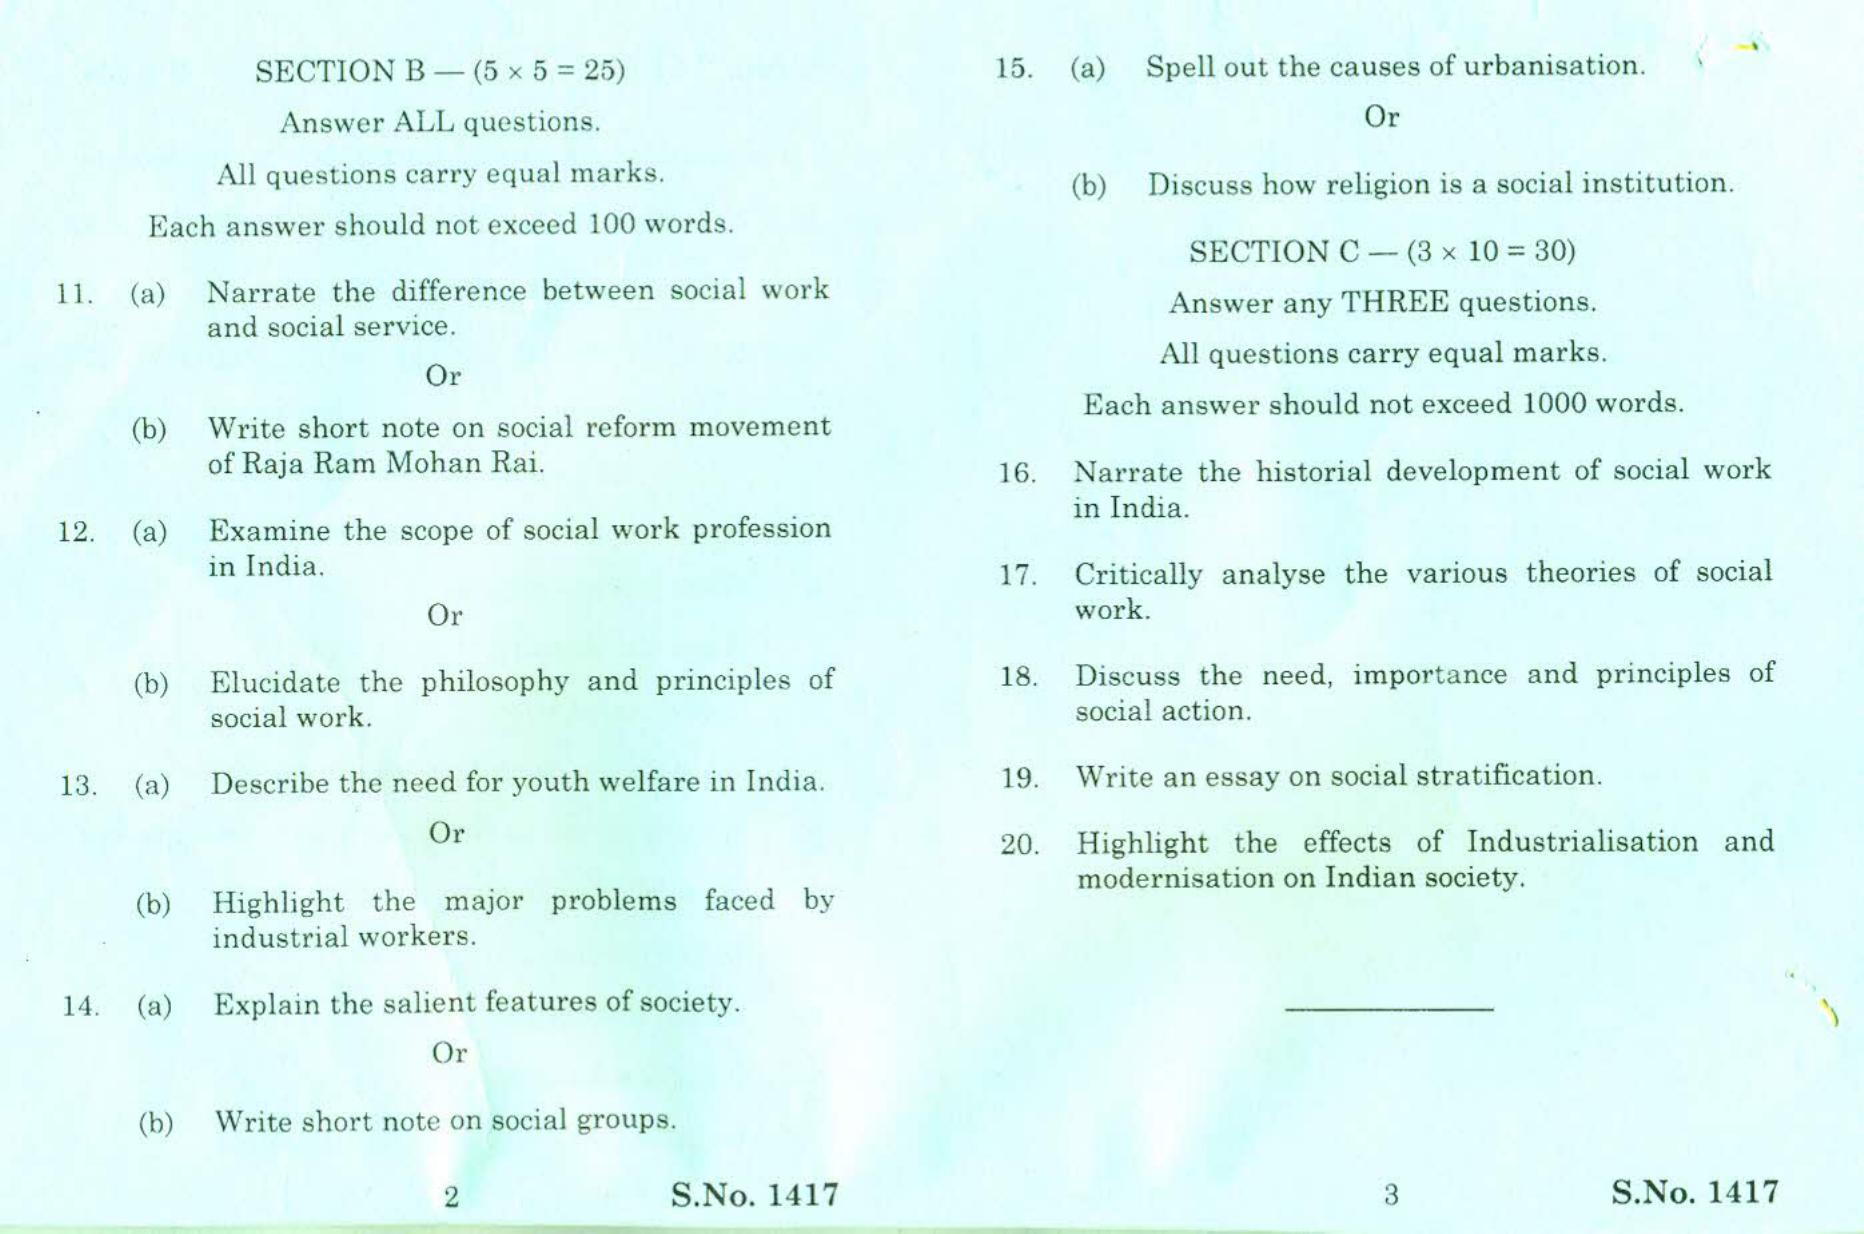 SECTION B — (5 × 5 = 25)
Answer ALL questions.
All questions carry equal marks.
Each answer should not exceed 100 words.
11. (a) Narrate the difference between social work
and social service.
Or
(b) Write short note on social reform movement
of Raja Ram Mohan Rai.
12. (a) Examine the scope of social work profession
in India.
Or
(b) Elucidate the philosophy and principles of
social work.
13. (a) Describe the need for youth welfare in India.
Or
(b) Highlight the major problems faced by
industrial workers.
14. (a) Explain the salient features of society.
Or
(b) Write short note on social groups.
2 S.No. 1417
15. (a) Spell out the causes of urbanisation.
Or
(b) Discuss how religion is a social institution.
SECTION C — (3 × 10 = 30)
Answer any THREE questions.
All questions carry equal marks.
Each answer should not exceed 1000 words.
16. Narrate the historial development of social work
in India.
17. Critically analyse the various theories of social
work.
18. Discuss the need, importance and principles of
social action.
19. Write an essay on social stratification.
20. Highlight the effects of Industrialisation and
modernisation on Indian society.
3 S.No. 1417